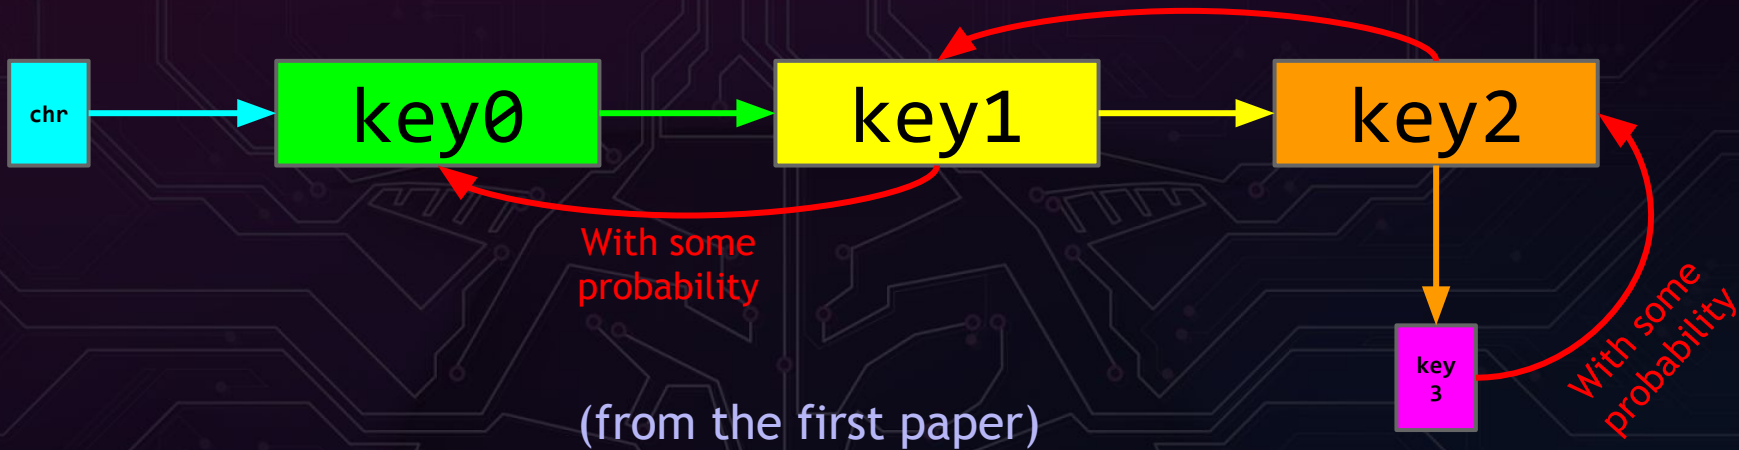 chr
key0
key1
key2
With some
probability
key
3
With some
probability
(from the first paper)